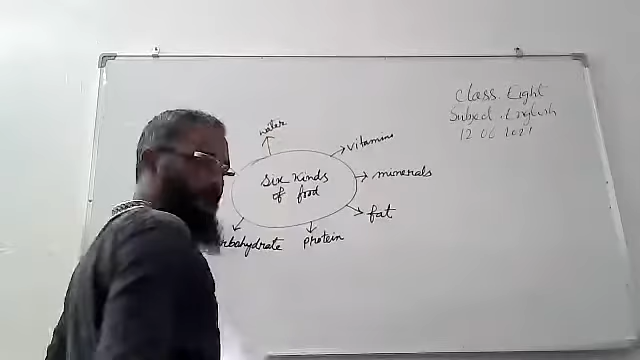 Class. Eight
Subject. English
12 06 2021
water
vitamins
Six Kinds
of food
minerals
fat
protein
rbohydrate